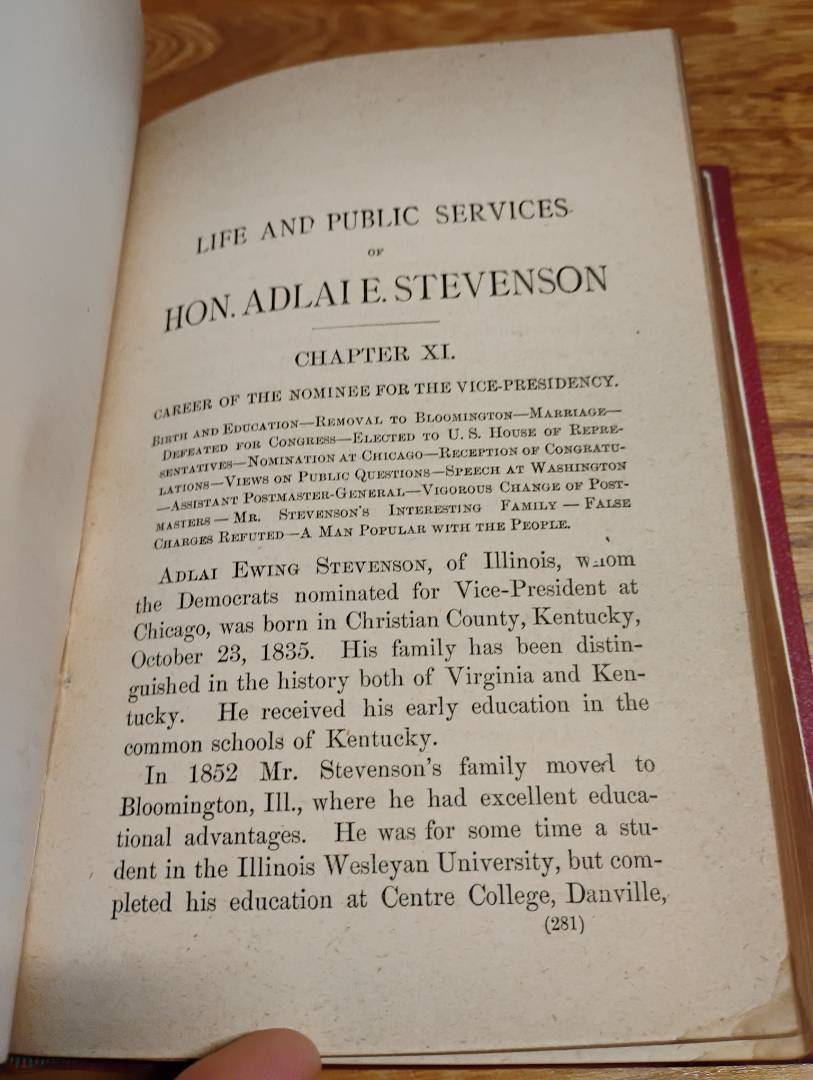 LIFE AND PUBLIC SERVICES
OF
HON. ADLAI E. STEVENSON
CHAPTER XI.
CAREER OF THE NOMINEE FOR THE VICE-PRESIDENCY.
BIRTH AND EDUCATION—REMOVAL TO BLOOMINGTON—MARRIAGE—
DEFEATED FOR CONGRESS—ELECTED TO U. S. HOUSE OF REPRE-
SENTATIVES—NOMINATION AT CHICAGO—RECEPTION OF CONGRATU-
LATIONS—VIEWS ON PUBLIC QUESTIONS—SPEECH AT WASHINGTON
—ASSISTANT POSTMASTER-GENERAL—VIGOROUS CHANGE OF POST-
MASTERS — MR. STEVENSON'S INTERESTING FAMILY — FALSE
CHARGES REFUTED—A MAN POPULAR WITH THE PEOPLE.
ADLAI EWING STEVENSON, of Illinois, whom
the Democrats nominated for Vice-President at
Chicago, was born in Christian County, Kentucky,
October 23, 1835. His family has been distin-
guished in the history both of Virginia and Ken-
tucky. He received his early education in the
common schools of Kentucky.
In 1852 Mr. Stevenson's family moved to
Bloomington, Ill., where he had excellent educa-
tional advantages. He was for some time a stu-
dent in the Illinois Wesleyan University, but com-
pleted his education at Centre College, Danville,
(281)